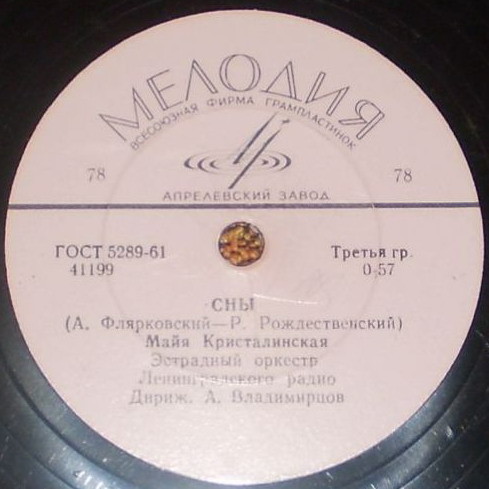 МЕЛОДИЯ
ВСЕСОЮЗНАЯ ФИРМА ГРАМПЛАСТИНОК
78 78
АПРЕЛЕВСКИЙ ЗАВОД
ГОСТ 5289-61 Третья гр.
41199 0-57
СНЫ
(А. Флярковский—Р. Рождественский)
Майя Кристалинская
Эстрадный оркестр
Ленинградского радио
Дириж. А. Владимирцов